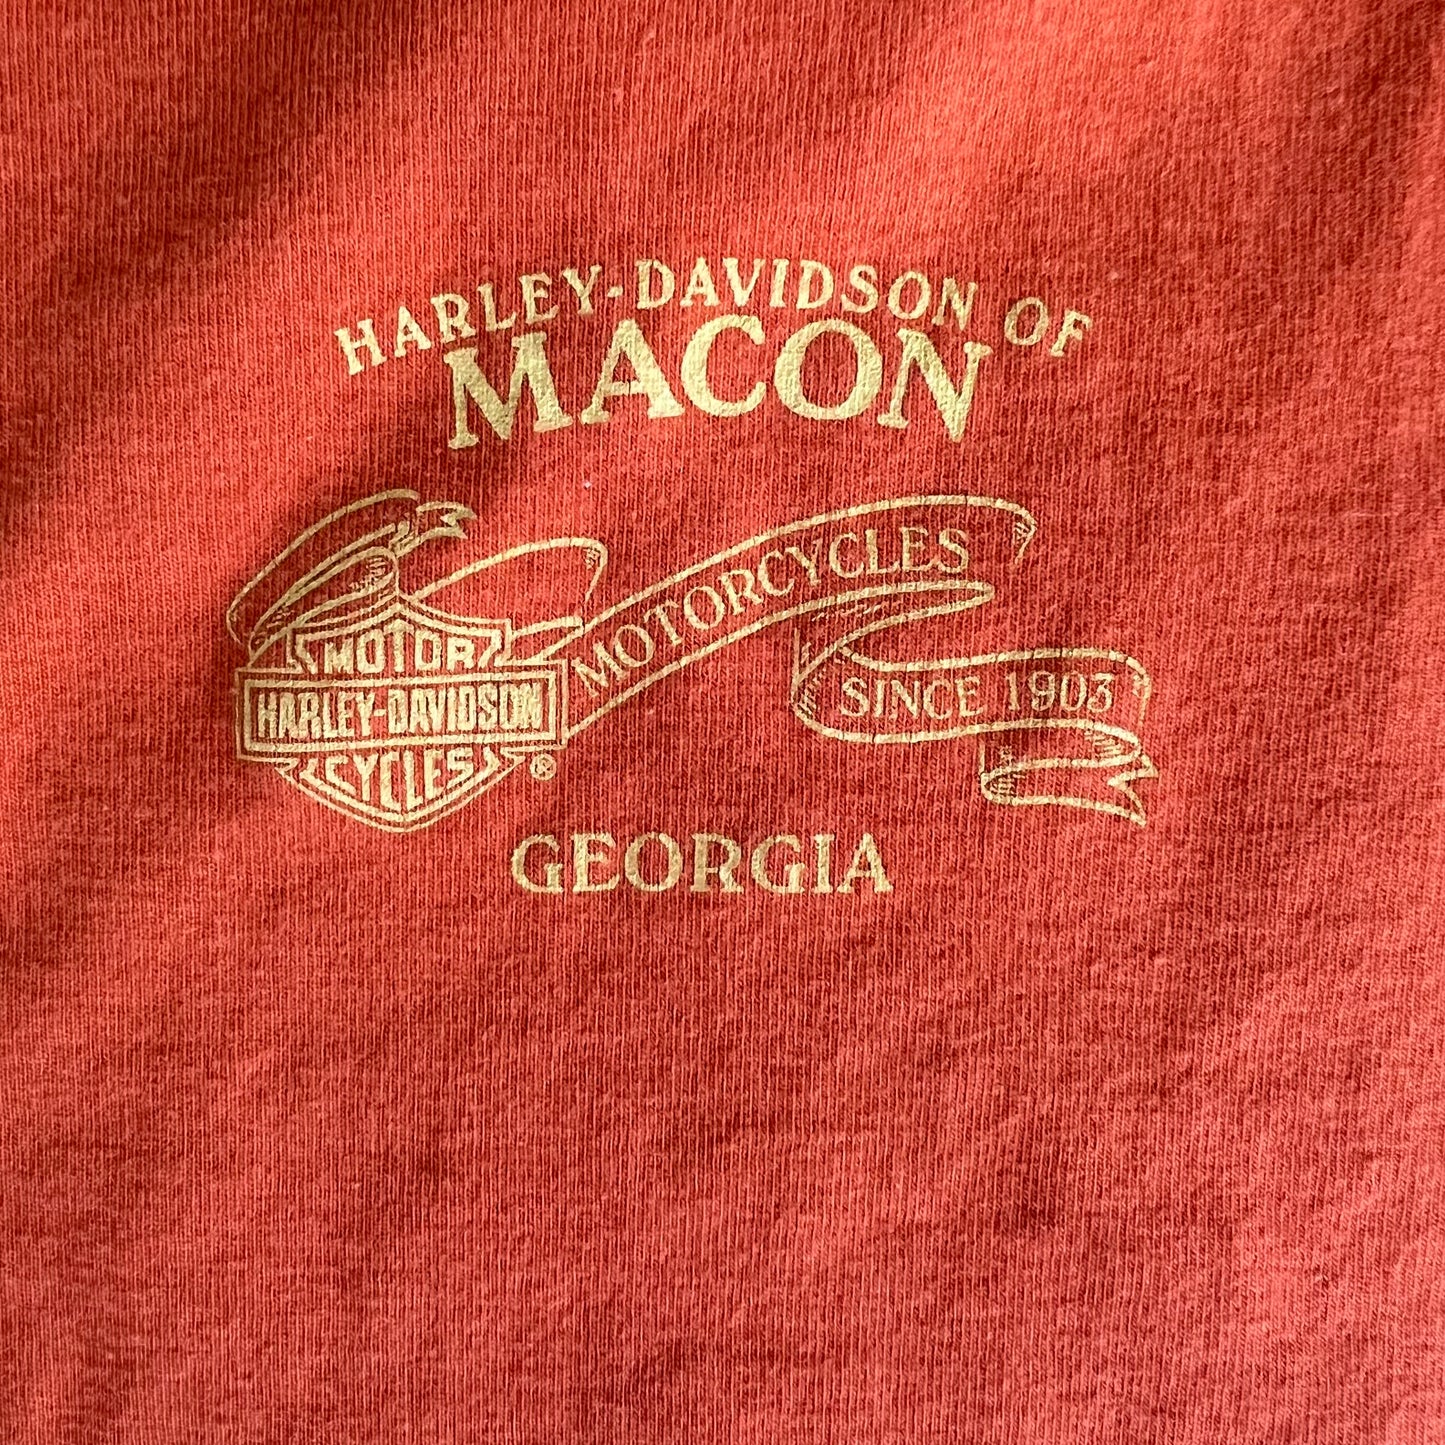 HARLEY-DAVIDSON OF
MACON
MOTORCYCLES
SINCE 1903
MOTOR
HARLEY-DAVIDSON
CYCLES
®
GEORGIA